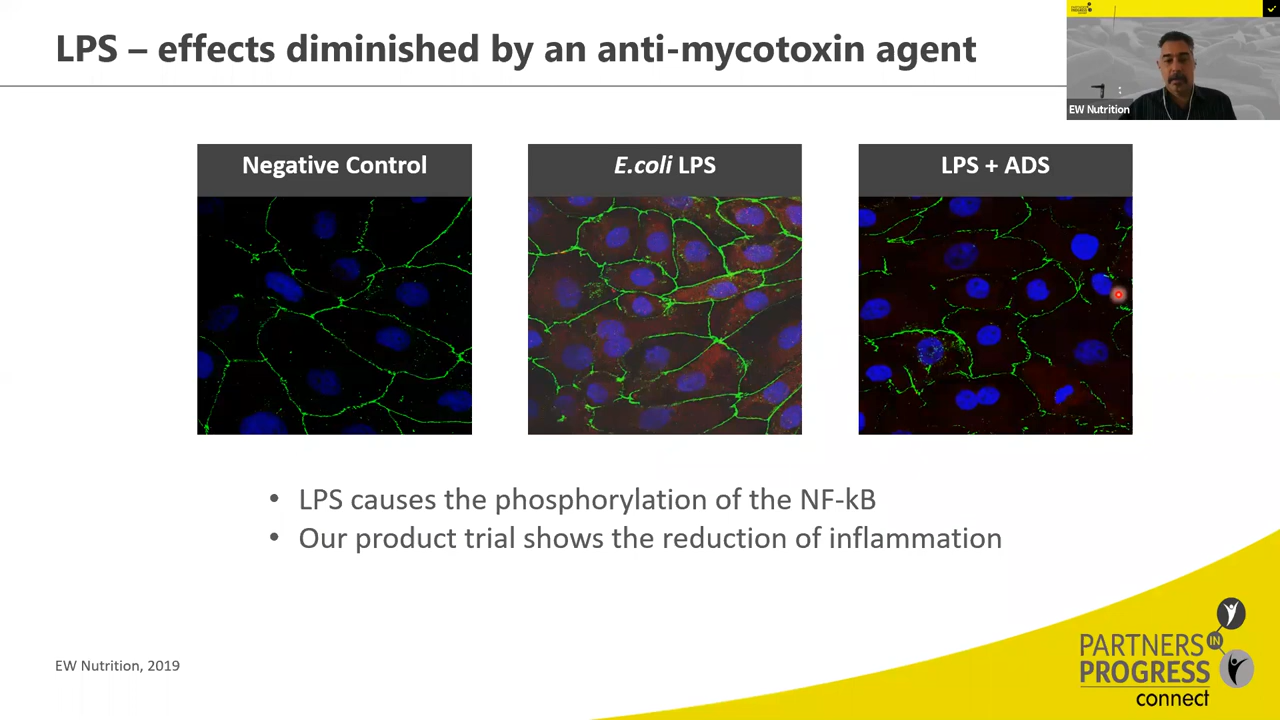 LPS – effects diminished by an anti-mycotoxin agent
EW Nutrition
Negative Control
E.coli LPS
LPS + ADS
• LPS causes the phosphorylation of the NF-kB
• Our product trial shows the reduction of inflammation
EW Nutrition, 2019
PARTNERS IN
PROGRESS
connect